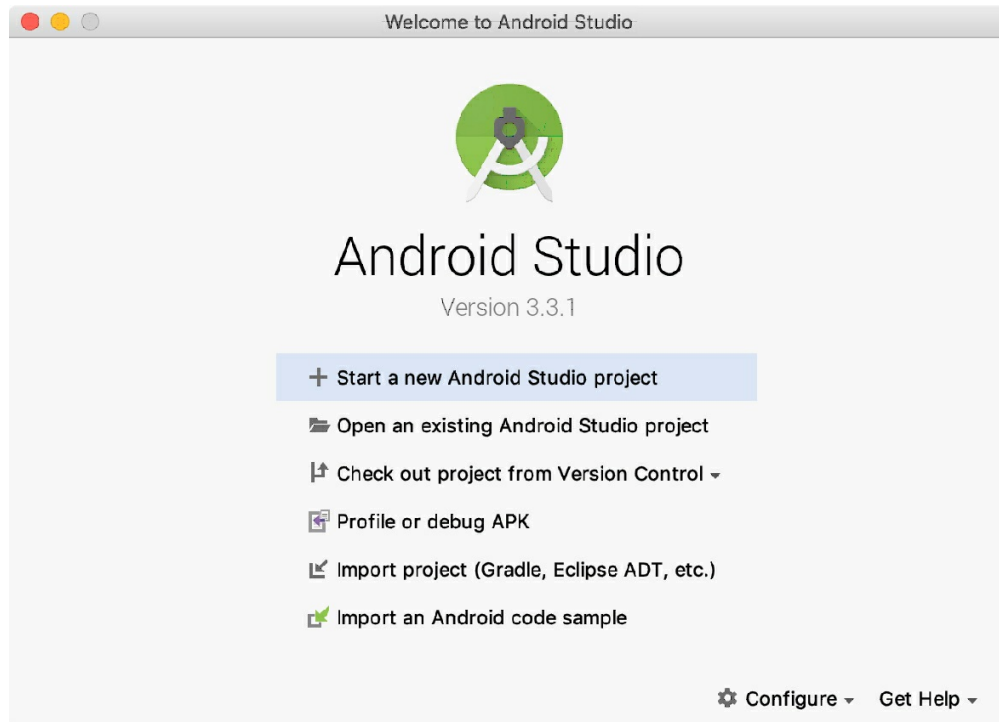 Welcome to Android Studio
Android Studio
Version 3.3.1
Start a new Android Studio project
Open an existing Android Studio project
Check out project from Version Control
Profile or debug APK
Import project (Gradle, Eclipse ADT, etc.)
Import an Android code sample
Configure Get Help